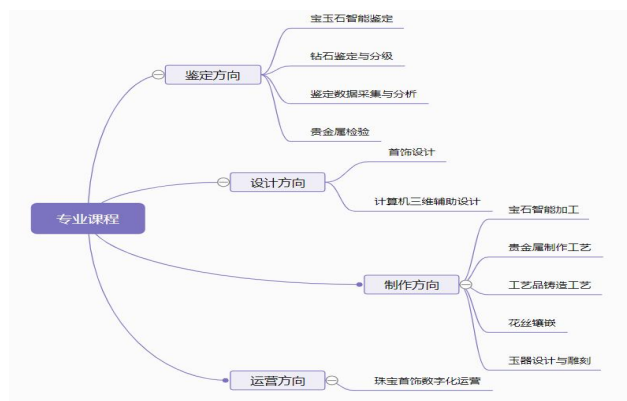 专业课程
鉴定方向
宝玉石智能鉴定
钻石鉴定与分级
鉴定数据采集与分析
贵金属检验
设计方向
首饰设计
计算机三维辅助设计
制作方向
宝石智能加工
贵金属制作工艺
工艺品铸造工艺
花丝镶嵌
玉器设计与雕刻
运营方向
珠宝首饰数字化运营